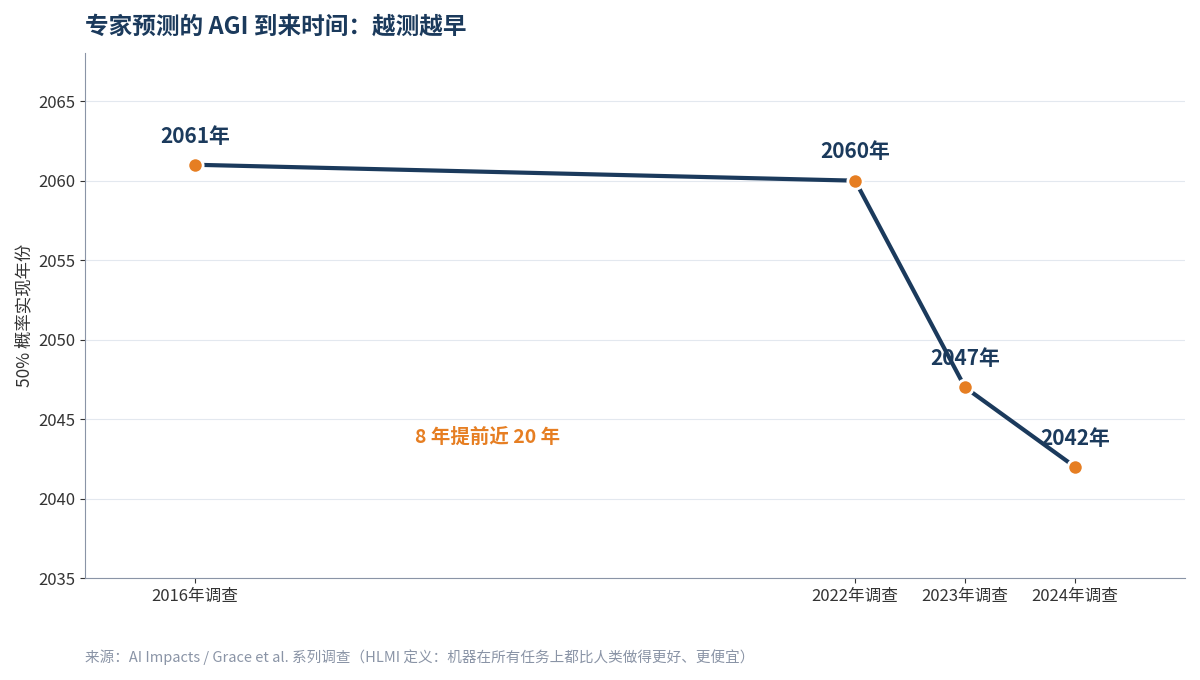 专家预测的 AGI 到来时间：越测越早
50% 概率实现年份
2065
2060
2055
2050
2045
2040
2035
2061年
2060年
2047年
2042年
8 年提前近 20 年
2016年调查
2022年调查
2023年调查
2024年调查
来源：AI Impacts / Grace et al. 系列调查（HLMI 定义：机器在所有任务上都比人类做得更好、更便宜）